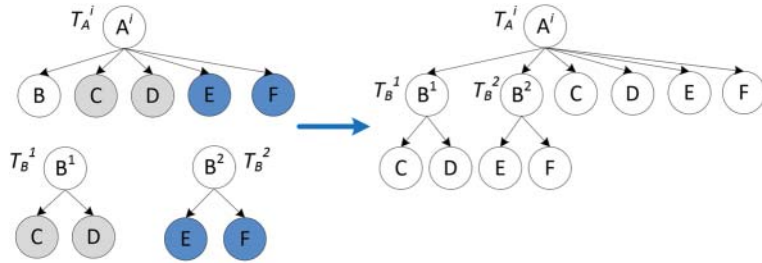 T_A^i A^i
B C D E F
T_B^1 B^1
C D
B^2 T_B^2
E F
T_A^i A^i
T_B^1 B^1 T_B^2 B^2 C D E F
C D E F